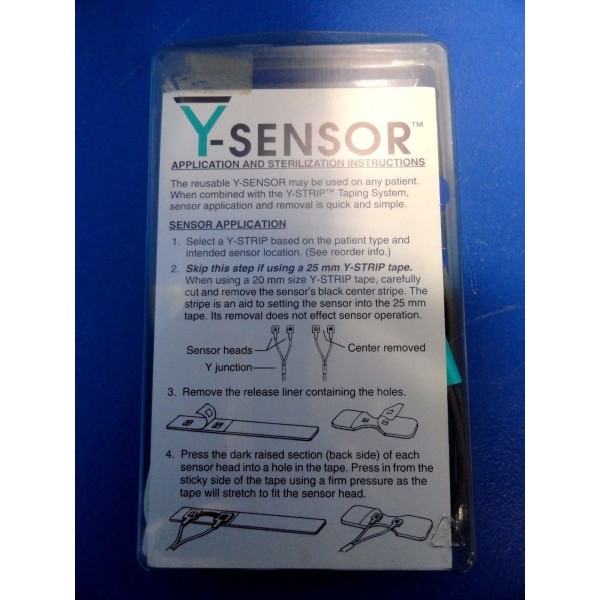 Y-SENSOR™
APPLICATION AND STERILIZATION INSTRUCTIONS
The reusable Y-SENSOR may be used on any patient.
When combined with the Y-STRIP™ Taping System,
sensor application and removal is quick and simple.
SENSOR APPLICATION
1. Select a Y-STRIP based on the patient type and
intended sensor location. (See reorder info.)
2. Skip this step if using a 25 mm Y-STRIP tape.
When using a 20 mm size Y-STRIP tape, carefully
cut and remove the sensor's black center stripe. The
stripe is an aid to setting the sensor into the 25 mm
tape. Its removal does not effect sensor operation.
Sensor heads
Center removed
Y junction
3. Remove the release liner containing the holes.
4. Press the dark raised section (back side) of each
sensor head into a hole in the tape. Press in from the
sticky side of the tape using a firm pressure as the
tape will stretch to fit the sensor head.